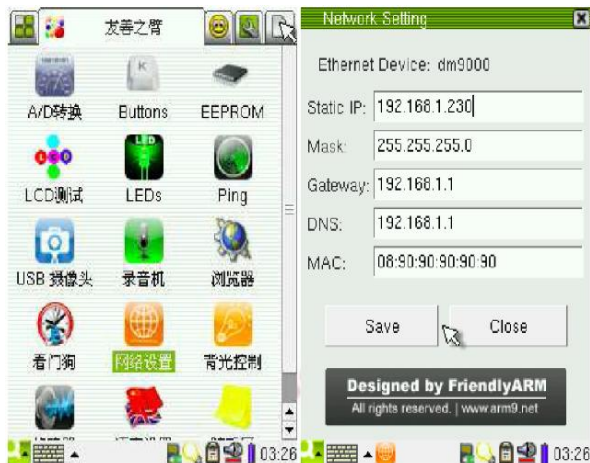 友善之臂
A/D转换 Buttons EEPROM
LCD测试 LEDs Ping
USB 摄像头 录音机 浏览器
看门狗 网络设置 背光控制
03:26
Network Setting
Ethernet Device: dm9000
Static IP: 192.168.1.230
Mask: 255.255.255.0
Gateway: 192.168.1.1
DNS: 192.168.1.1
MAC: 08:90:90:90:90:90
Save Close
Designed by FriendlyARM
All rights reserved. | www.arm9.net
03:26